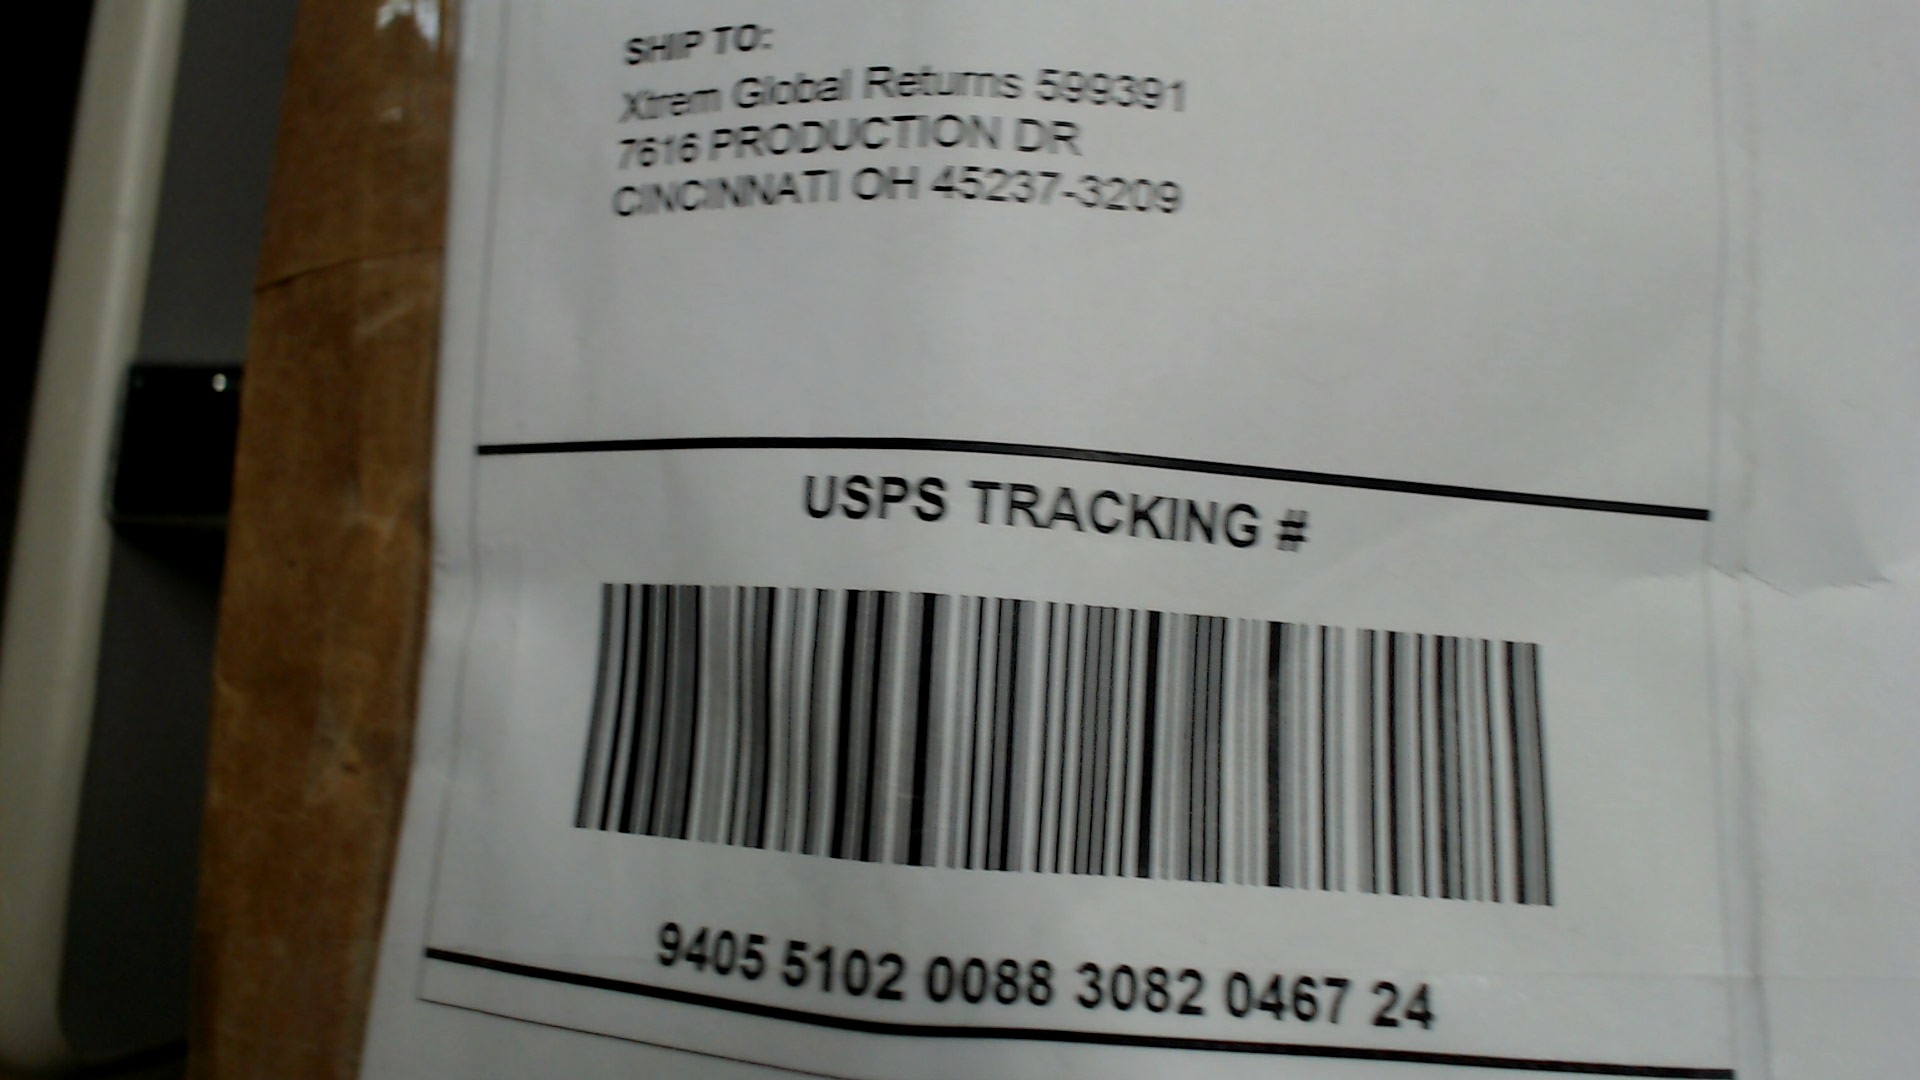 SHIP TO:
Xtrem Global Returns 599391
7616 PRODUCTION DR
CINCINNATI OH 45237-3209
USPS TRACKING #
9405 5102 0088 3082 0467 24